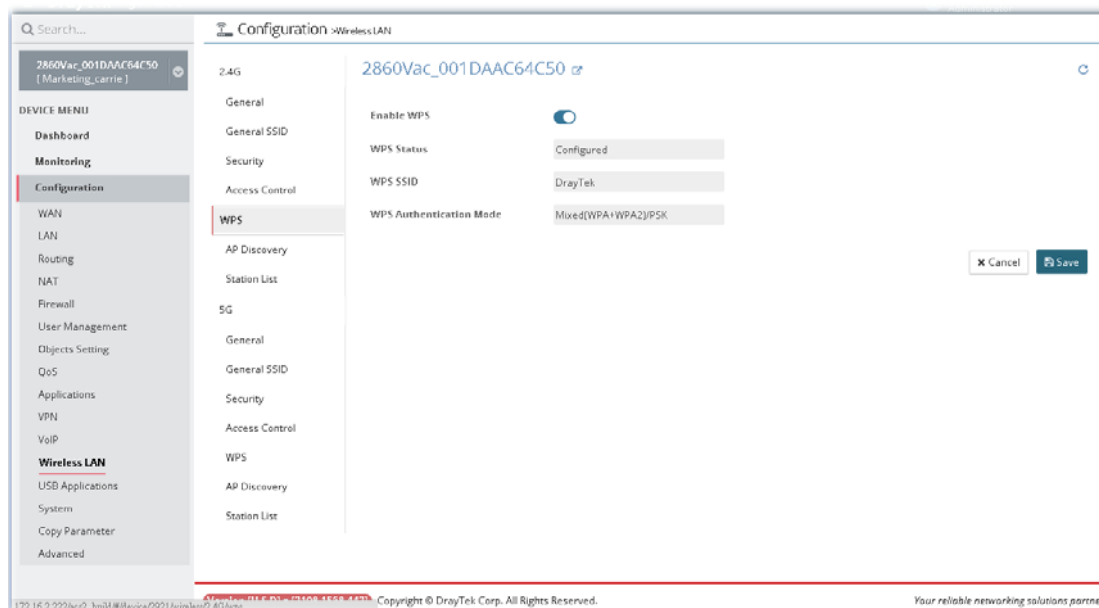 Search...
Configuration >Wireless LAN
2860Vac_001DAAC64C50
[ Marketing_carrie ]
DEVICE MENU
Dashboard
Monitoring
Configuration
WAN
LAN
Routing
NAT
Firewall
User Management
Objects Setting
QoS
Applications
VPN
VoIP
Wireless LAN
USB Applications
System
Copy Parameter
Advanced
2.4G
General
General SSID
Security
Access Control
WPS
AP Discovery
Station List
5G
General
General SSID
Security
Access Control
WPS
AP Discovery
Station List
2860Vac_001DAAC64C50
Enable WPS
WPS Status Configured
WPS SSID DrayTek
WPS Authentication Mode Mixed(WPA+WPA2)/PSK
Cancel Save
Copyright © DrayTek Corp. All Rights Reserved.
Your reliable networking solutions partne